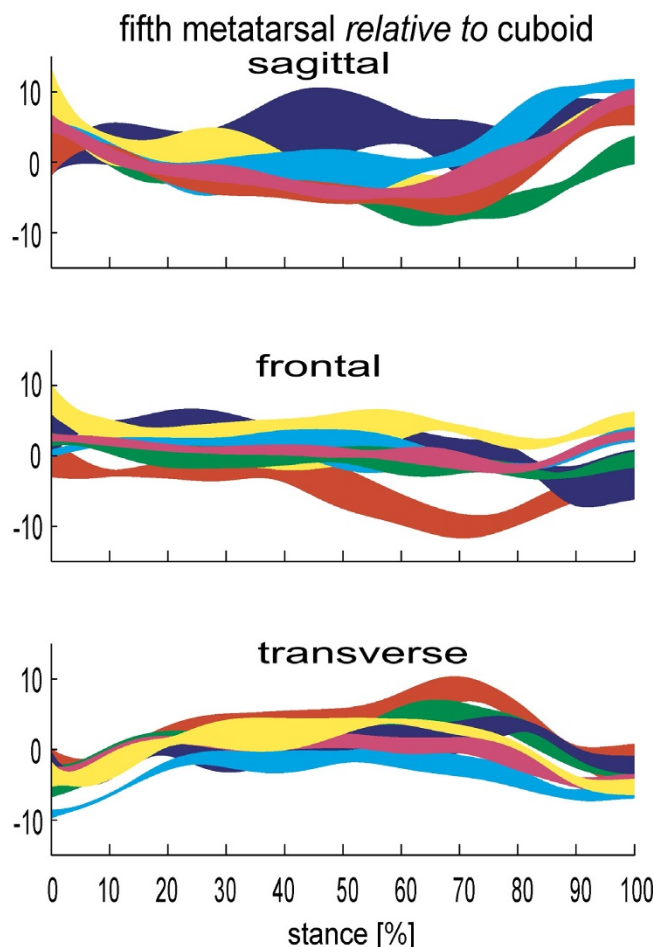 fifth metatarsal relative to cuboid
sagittal
10
0
-10
frontal
10
0
-10
transverse
10
0
-10
0 10 20 30 40 50 60 70 80 90 100
stance [%]